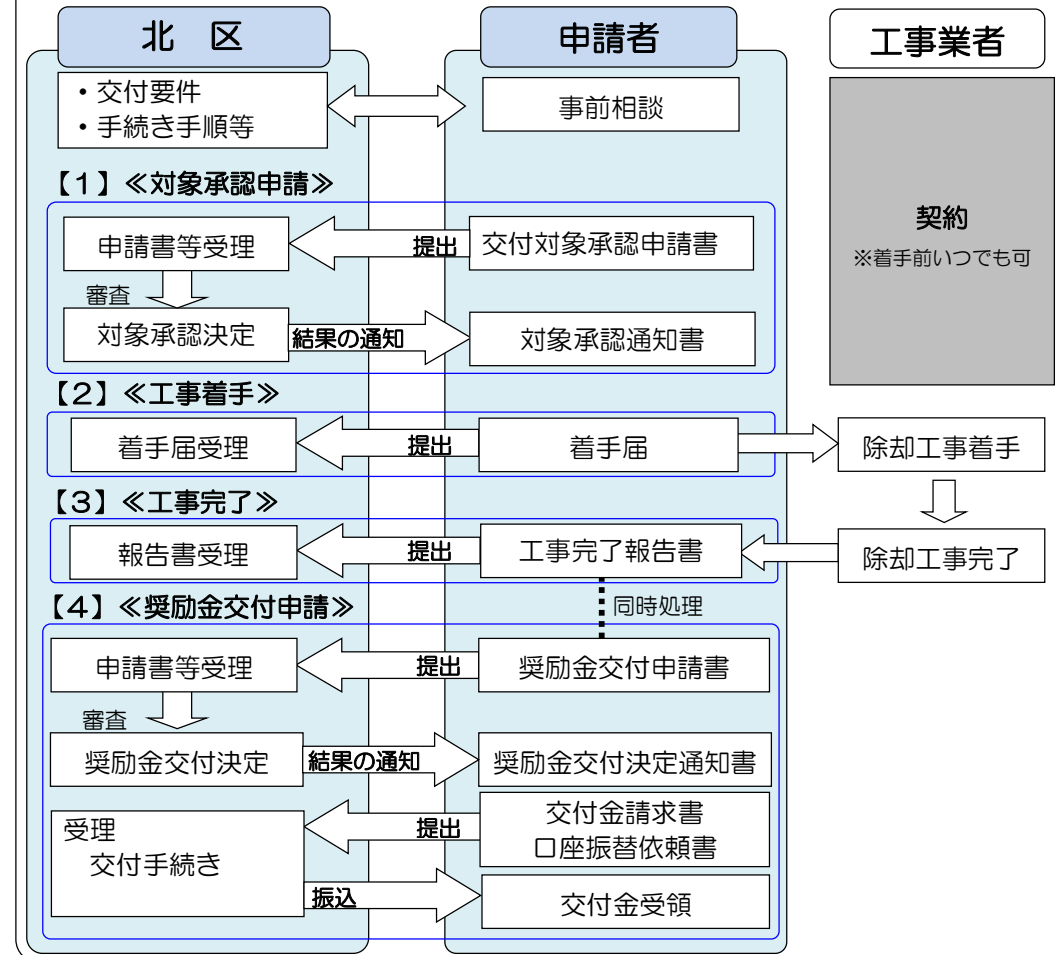 北 区
申請者
工事業者
・交付要件
・手続き手順等
事前相談
契約
※着手前いつでも可
【1】≪対象承認申請≫
申請書等受理
提出
交付対象承認申請書
審査
対象承認決定
結果の通知
対象承認通知書
【2】≪工事着手≫
着手届受理
提出
着手届
除却工事着手
【3】≪工事完了≫
報告書受理
提出
工事完了報告書
除却工事完了
同時処理
【4】≪奨励金交付申請≫
申請書等受理
提出
奨励金交付申請書
審査
奨励金交付決定
結果の通知
奨励金交付決定通知書
受理
交付手続き
提出
交付金請求書
口座振替依頼書
振込
交付金受領